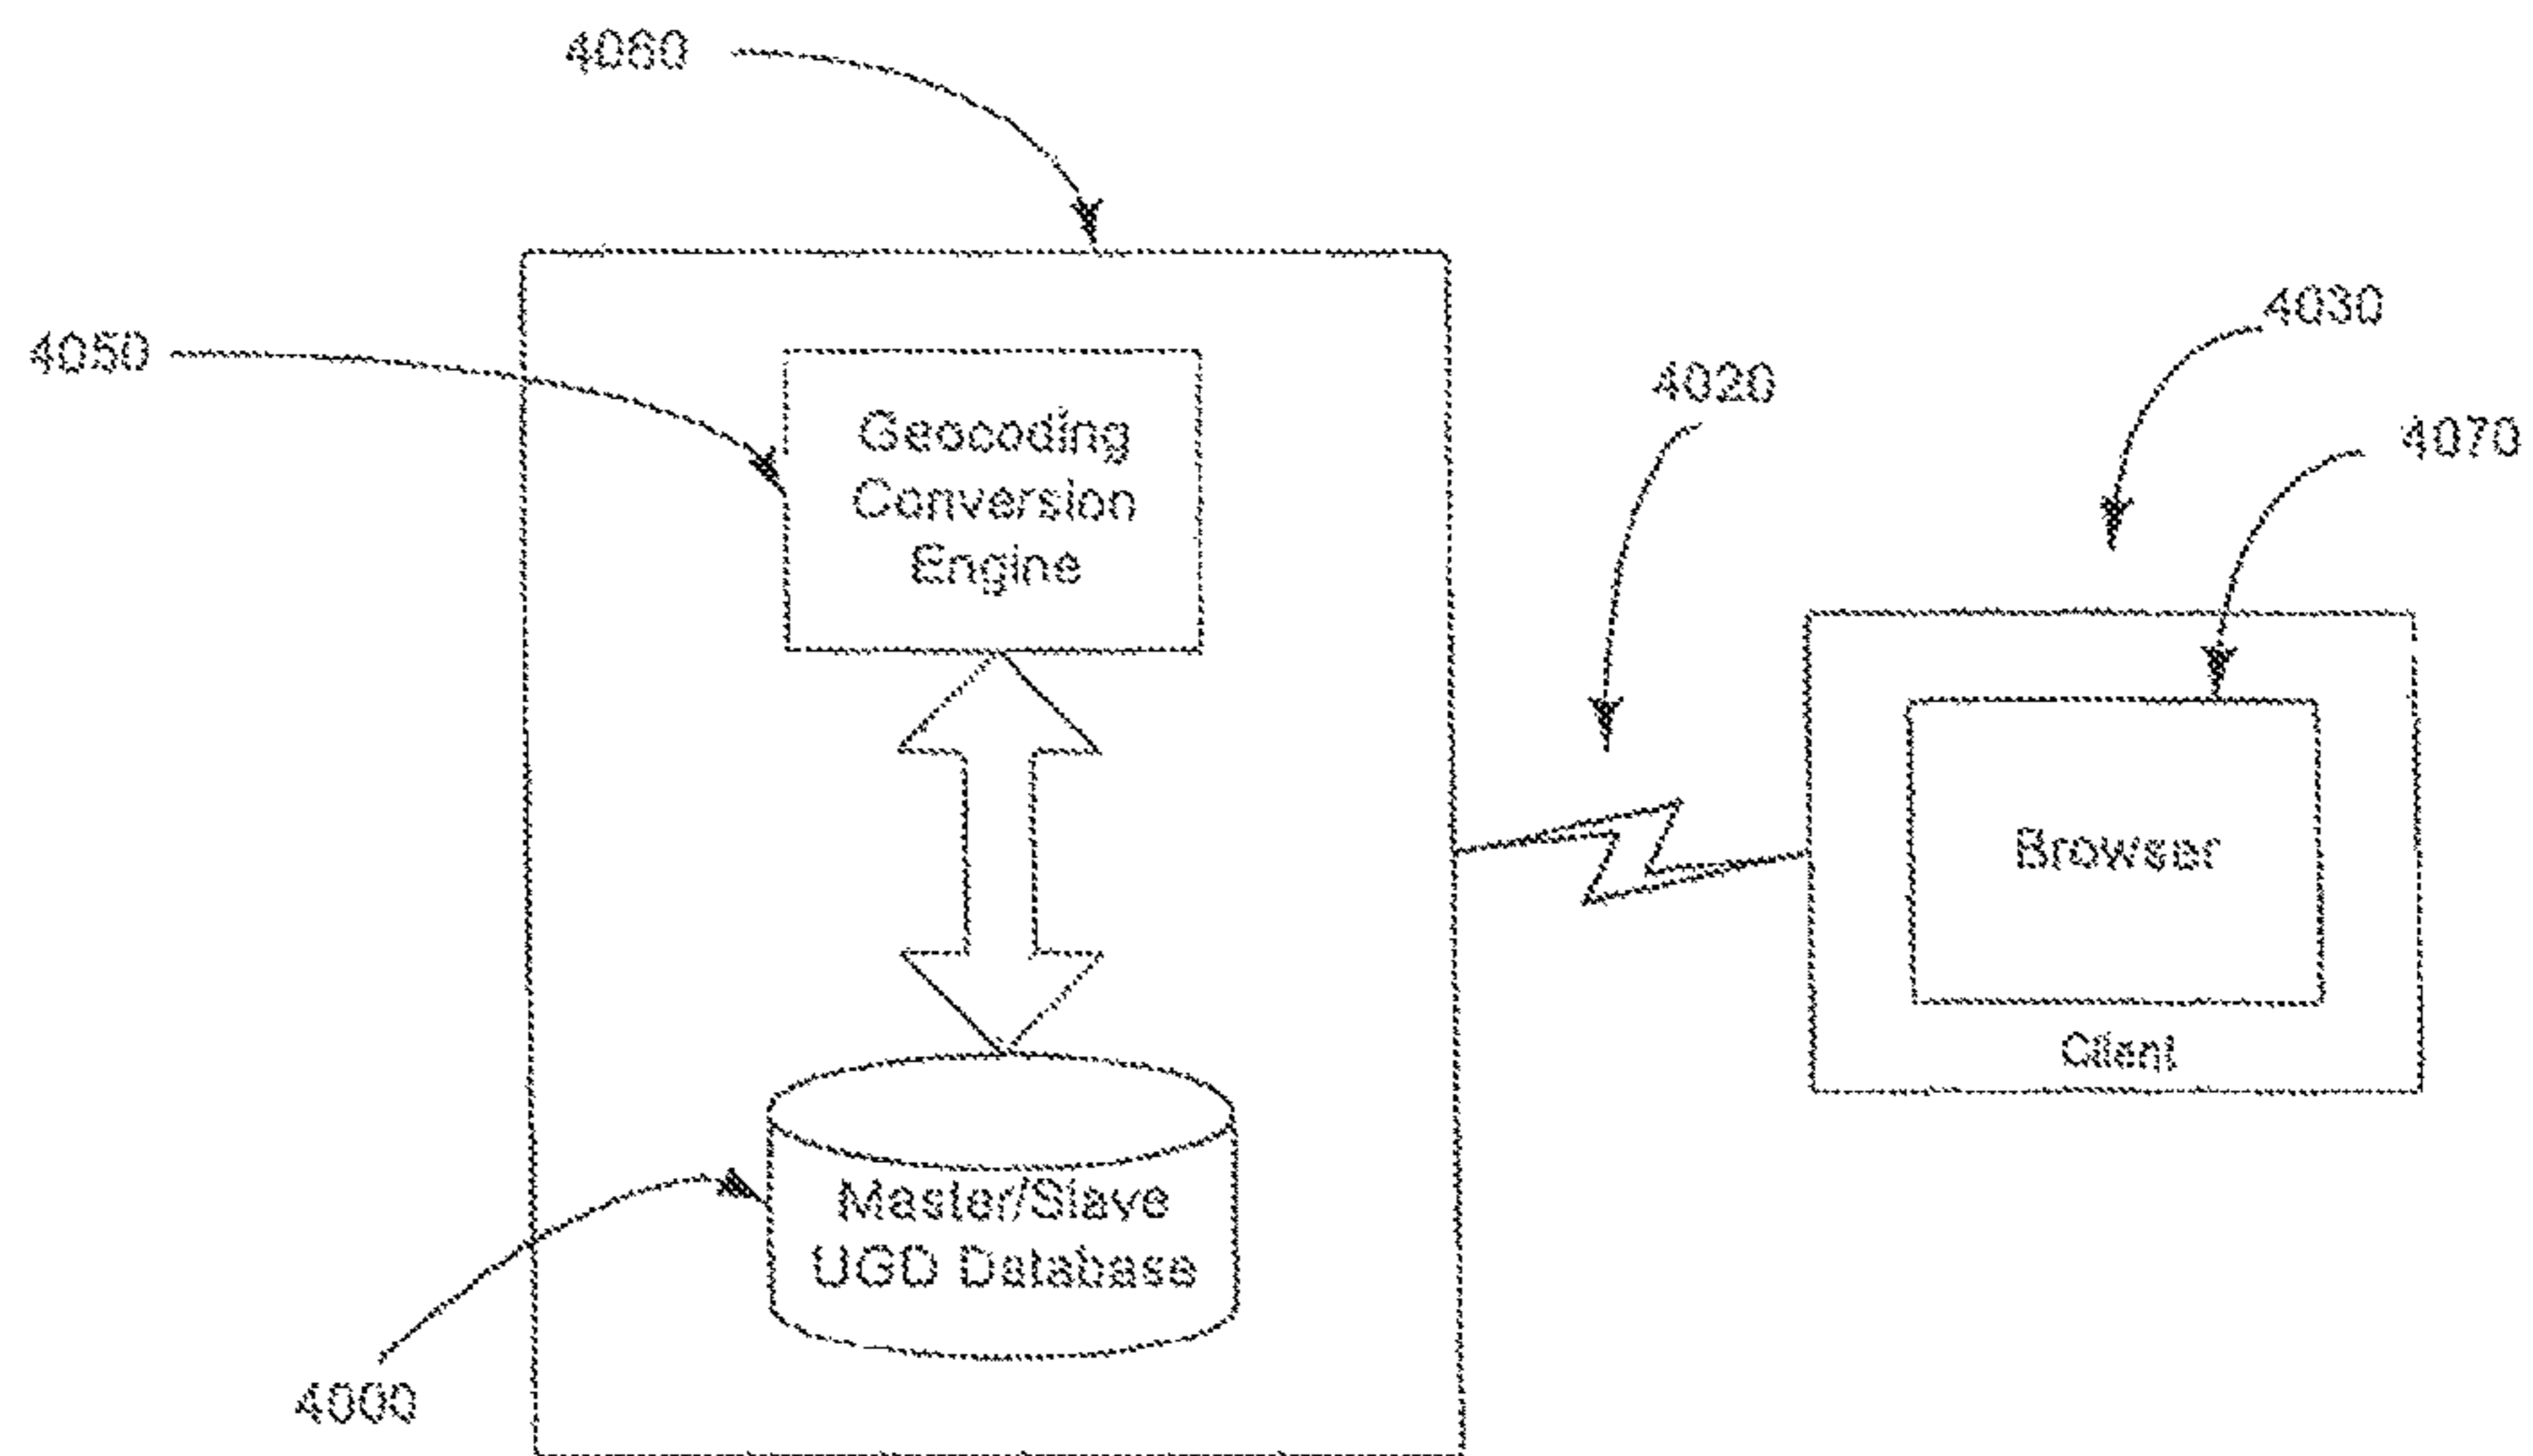 4060
4030
4050
4020
4070
Geocoding
Conversion
Engine
Browser
Client
Master/Slave
UGD Database
4000